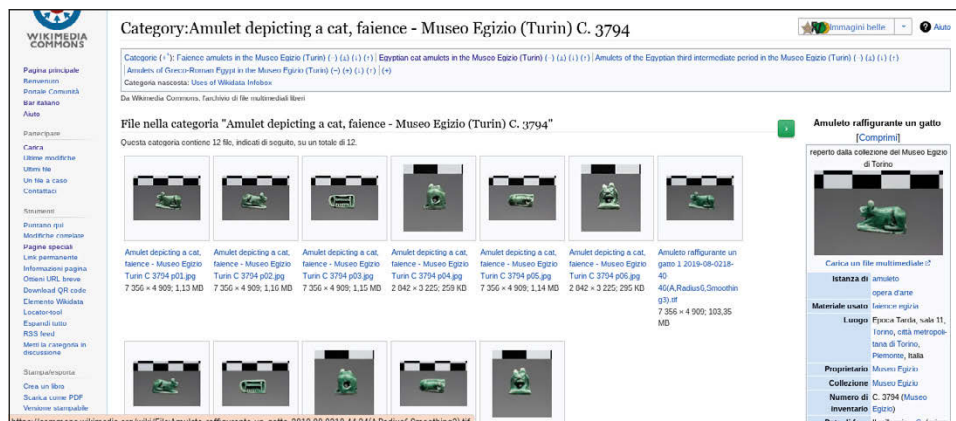 WIKIMEDIA
COMMONS
Pagina principale
Benvenuto
Portale Comunità
Bar italiano
Aiuto
Partecipare
Carica
Ultime modifiche
Ultimi file
Un file a caso
Contattaci
Strumenti
Puntano qui
Modifiche correlate
Pagine speciali
Link permanente
Informazioni pagina
Ottieni URL breve
Download QR code
Elemento Wikidata
Locator-tool
Espandi tutto
RSS feed
Metti la categoria in
discussione
Stampa/esporta
Crea un libro
Scarica come PDF
Versione stampabile
Category:Amulet depicting a cat, faience - Museo Egizio (Turin) C. 3794
Immagini belle
Aiuto
Categorie (+): Faience amulets in the Museo Egizio (Turin) (−) (±) (↓) (↑) | Egyptian cat amulets in the Museo Egizio (Turin) (−) (±) (↓) (↑) | Amulets of the Egyptian third intermediate period in the Museo Egizio (Turin) (−) (±) (↓) (↑)
| Amulets of Greco-Roman Egypt in the Museo Egizio (Turin) (−) (±) (↓) (↑) | (+)
Categoria nascosta: Uses of Wikidata Infobox
Da Wikimedia Commons, l'archivio di file multimediali liberi
File nella categoria "Amulet depicting a cat, faience - Museo Egizio (Turin) C. 3794"
Questa categoria contiene 12 file, indicati di seguito, su un totale di 12.
Amulet depicting a cat,
faience - Museo Egizio
Turin C 3794 p01.jpg
7 356 × 4 909; 1,13 MB
Amulet depicting a cat,
faience - Museo Egizio
Turin C 3794 p02.jpg
7 356 × 4 909; 1,16 MB
Amulet depicting a cat,
faience - Museo Egizio
Turin C 3794 p03.jpg
7 356 × 4 909; 1,15 MB
Amulet depicting a cat,
faience - Museo Egizio
Turin C 3794 p04.jpg
2 042 × 3 225; 259 KB
Amulet depicting a cat,
faience - Museo Egizio
Turin C 3794 p05.jpg
7 356 × 4 909; 1,14 MB
Amulet depicting a cat,
faience - Museo Egizio
Turin C 3794 p06.jpg
2 042 × 3 225; 295 KB
Amuleto raffigurante un
gatto 1 2019-08-0218-
40-
40(A,Radius6,Smoothin
g3).tif
7 356 × 4 909; 103,35
MB
Amuleto raffigurante un gatto
[Comprimi]
reperto dalla collezione del Museo Egizio
di Torino
Carica un file multimediale
Istanza di amuleto
opera d'arte
Materiale usato faience egizia
Luogo Epoca Tarda, sala 11,
Torino, città metropoli-
tana di Torino,
Piemonte, Italia
Proprietario Museo Egizio
Collezione Museo Egizio
Numero di C. 3794 (Museo
inventario Egizio)